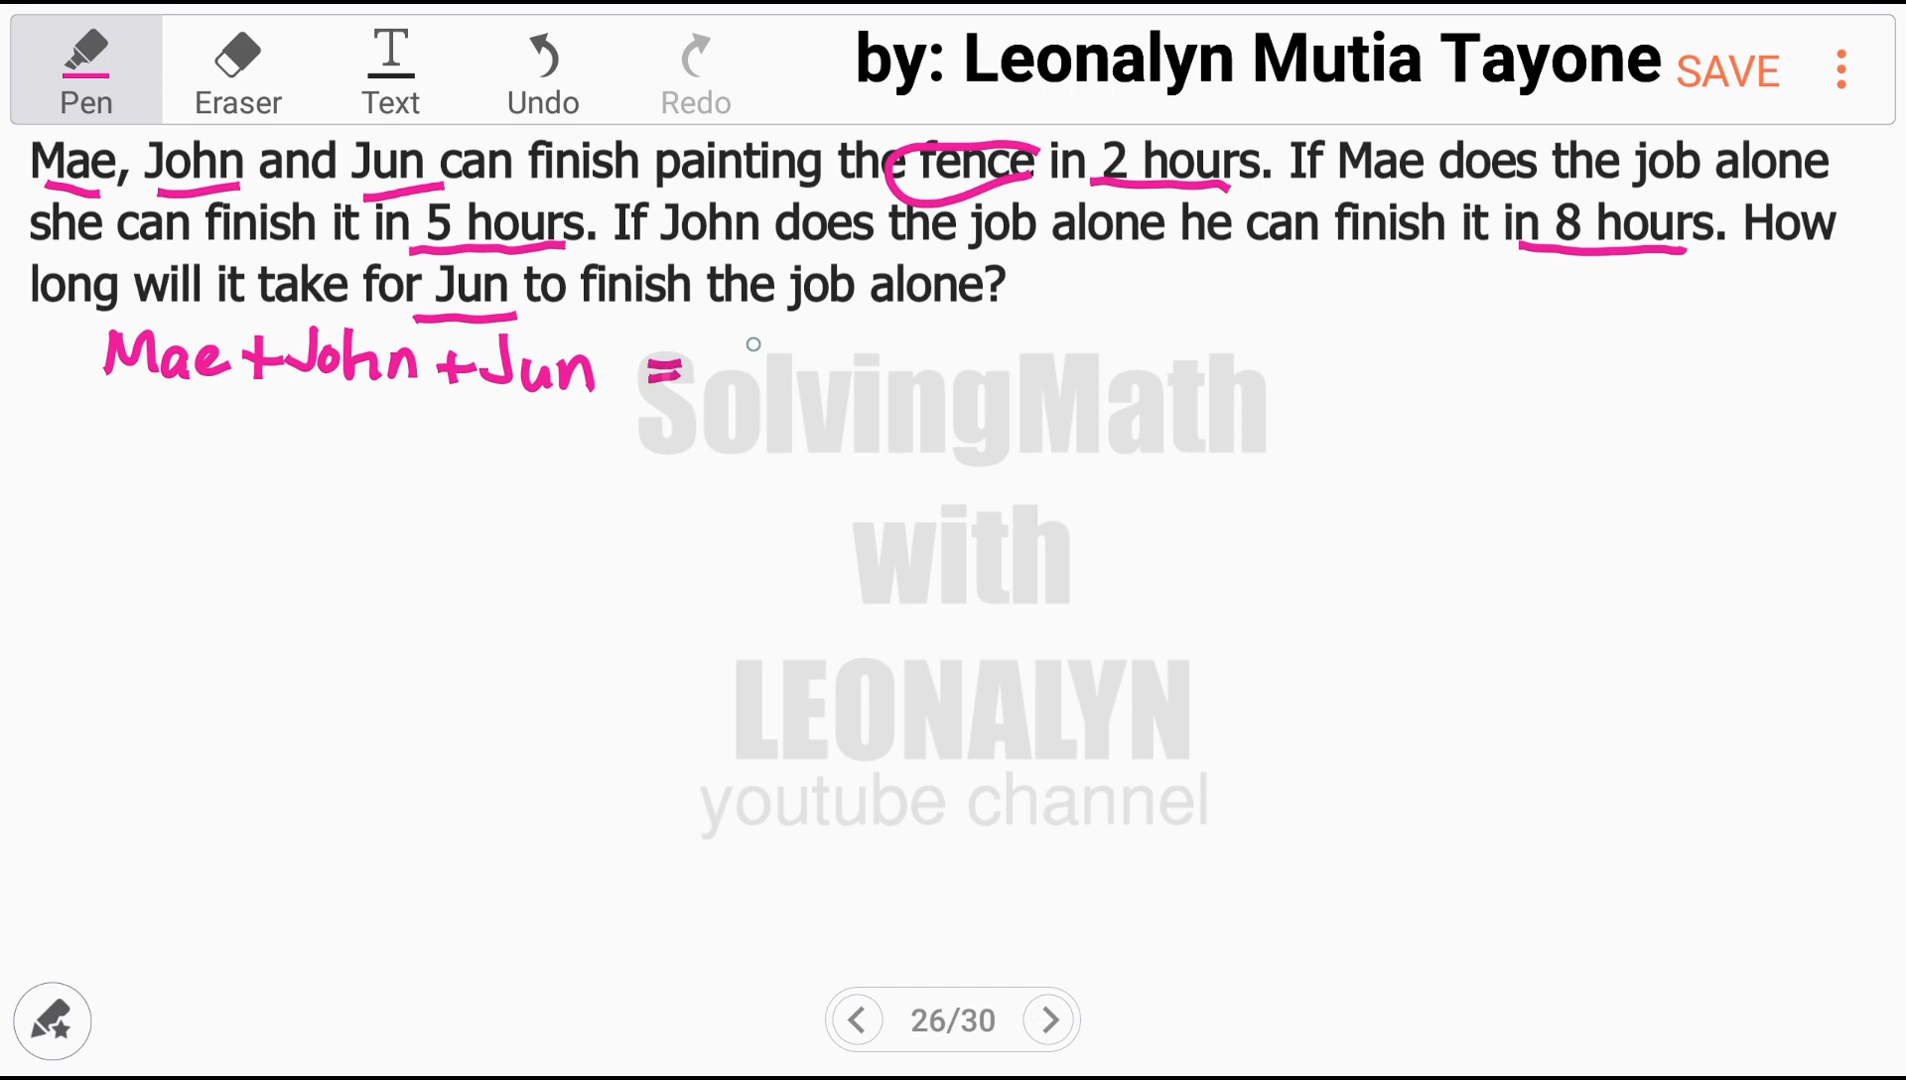 Pen
Eraser
Text
Undo
Redo
by: Leonalyn Mutia Tayone
SAVE
Mae, John and Jun can finish painting the fence in 2 hours. If Mae does the job alone
she can finish it in 5 hours. If John does the job alone he can finish it in 8 hours. How
long will it take for Jun to finish the job alone?
Mae + John + Jun =
SolvingMath
with
LEONALYN
youtube channel
26/30